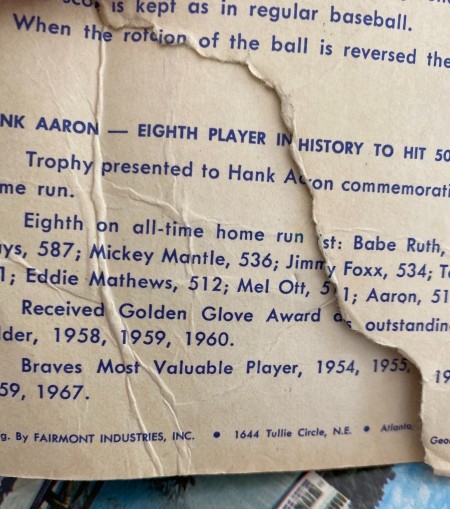 is kept as in regular baseball.
When the rotation of the ball is reversed the
NK AARON — EIGHTH PLAYER IN HISTORY TO HIT 50
Trophy presented to Hank Aaron commemorati
me run.
Eighth on all-time home run st: Babe Ruth,
ys, 587; Mickey Mantle, 536; Jimmy Foxx, 534; T
1; Eddie Mathews, 512; Mel Ott, 511; Aaron, 51
Received Golden Glove Award as outstandin
lder, 1958, 1959, 1960.
Braves Most Valuable Player, 1954, 1955, 19
59, 1967.
g. By FAIRMONT INDUSTRIES, INC. • 1644 Tullie Circle, N.E. • Atlanta, Geo